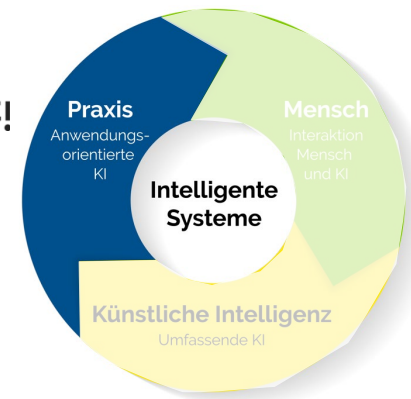 Praxis
Anwendungs-
orientierte
KI
Mensch
Interaktion
Mensch
und KI
Intelligente
Systeme
Künstliche Intelligenz
Umfassende KI